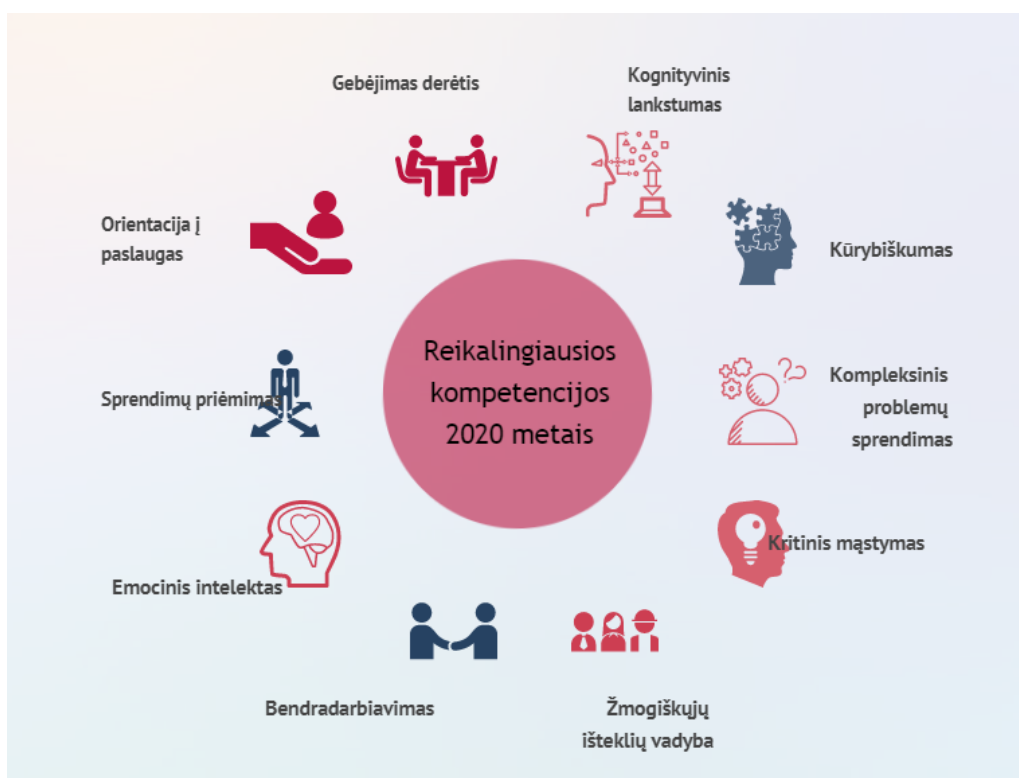 Gebėjimas derėtis
Kognityvinis
lankstumas
Orientacija į
paslaugas
Kūrybiškumas
Reikalingiausios
kompetencijos
2020 metais
Sprendimų priėmimas
Kompleksinis
problemų
sprendimas
Emocinis intelektas
Kritinis mąstymas
Bendradarbiavimas
Žmogiškųjų
išteklių vadyba